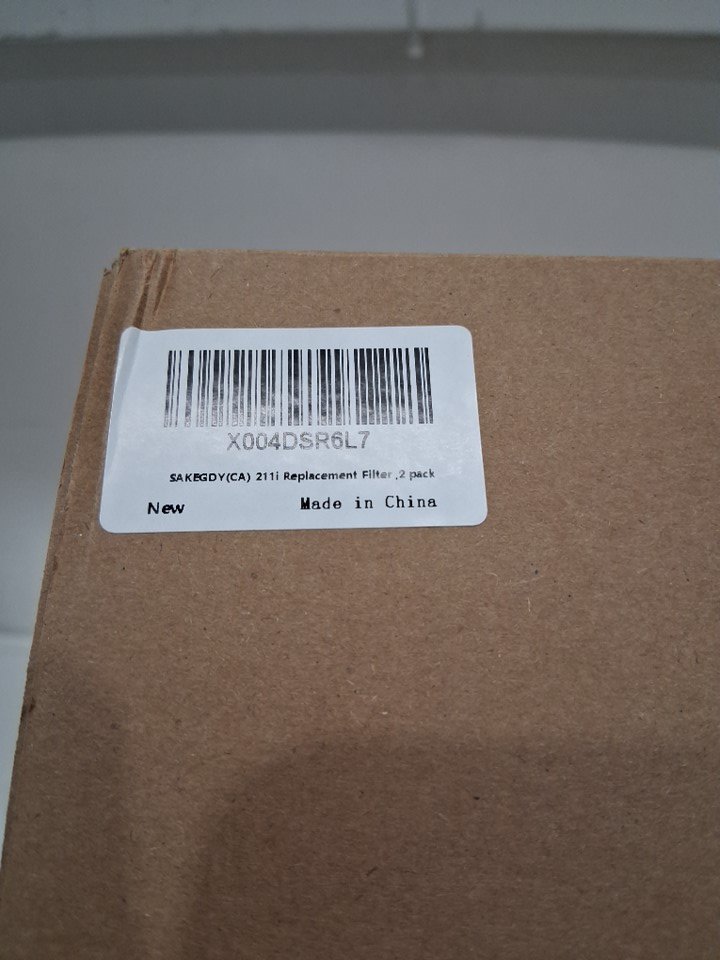 X004DSR6L7
SAKEGDY(CA) 211i Replacement Filter ,2 pack
New Made in China